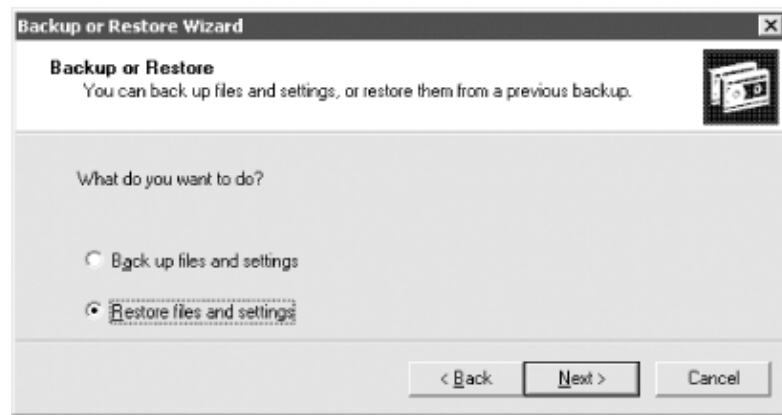 Backup or Restore Wizard
Backup or Restore
You can back up files and settings, or restore them from a previous backup.
What do you want to do?
Back up files and settings
Restore files and settings
< Back Next > Cancel